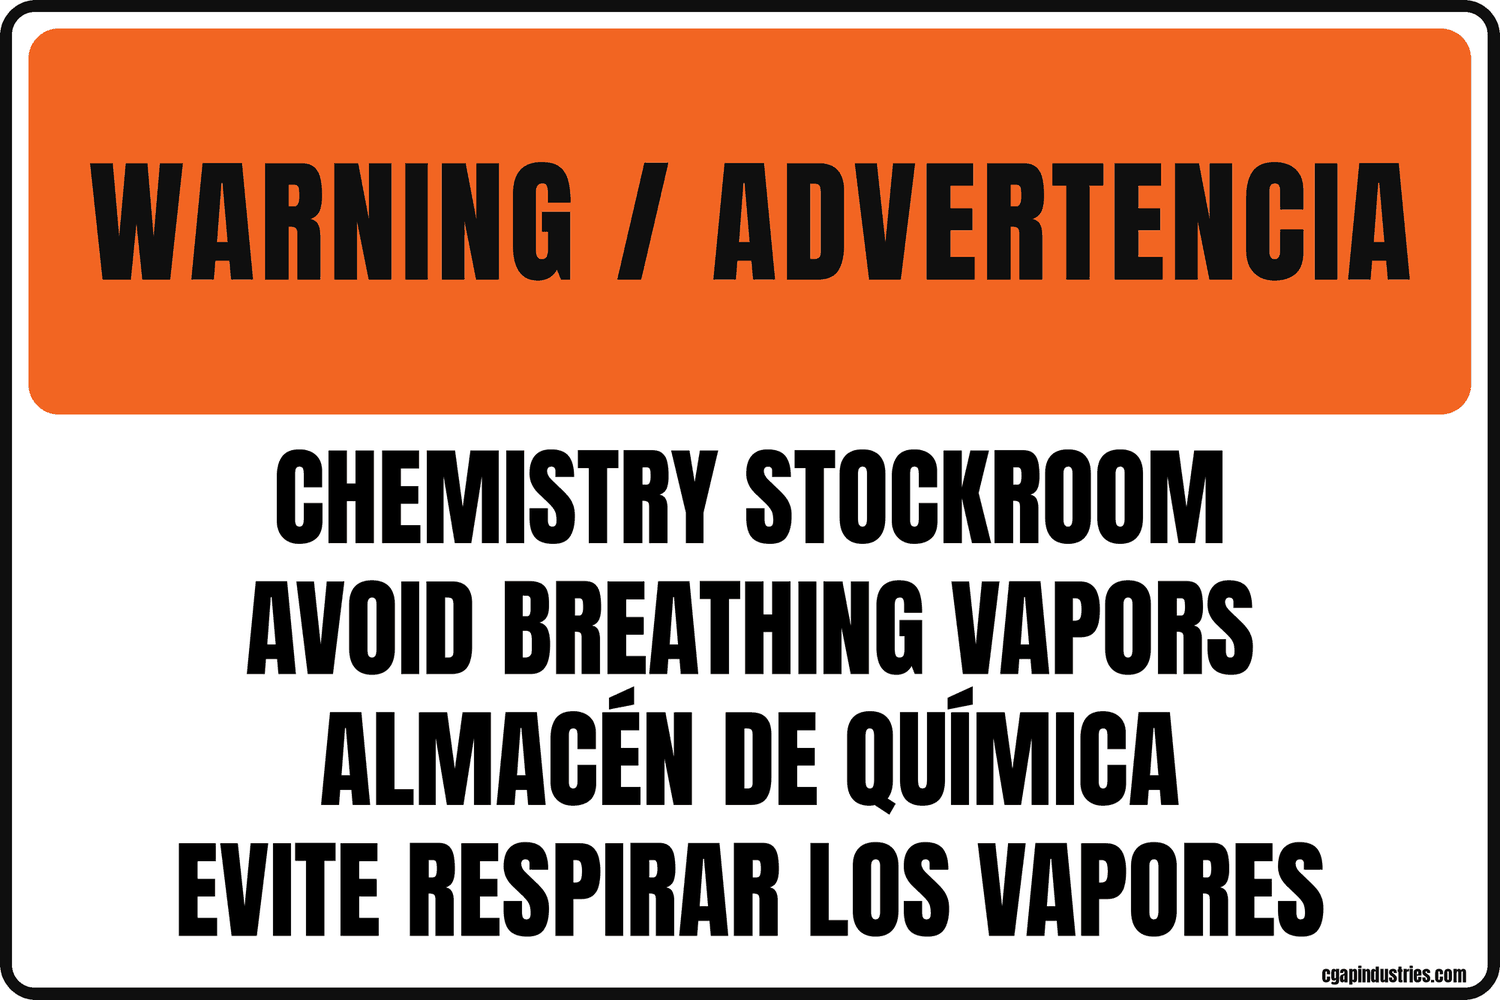 WARNING / ADVERTENCIA
CHEMISTRY STOCKROOM
AVOID BREATHING VAPORS
ALMACÉN DE QUÍMICA
EVITE RESPIRAR LOS VAPORES
cgapindustries.com